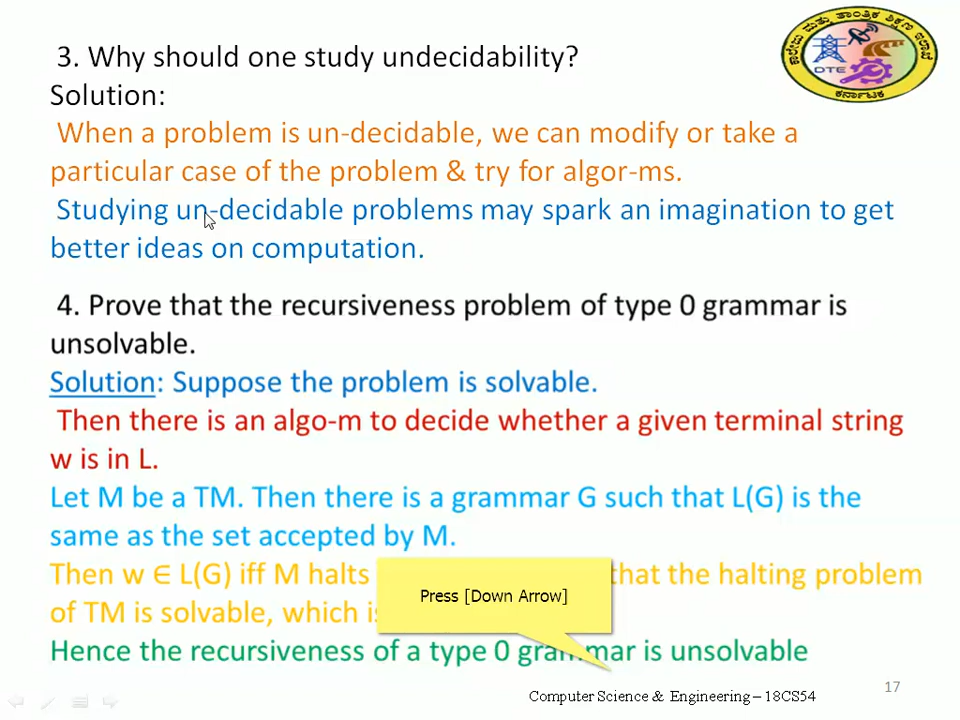 3. Why should one study undecidability?
Solution:
When a problem is un-decidable, we can modify or take a
particular case of the problem & try for algor-ms.
Studying un-decidable problems may spark an imagination to get
better ideas on computation.
4. Prove that the recursiveness problem of type 0 grammar is
unsolvable.
Solution: Suppose the problem is solvable.
Then there is an algo-m to decide whether a given terminal string
w is in L.
Let M be a TM. Then there is a grammar G such that L(G) is the
same as the set accepted by M.
Then w ∈ L(G) iff M halts that the halting problem
of TM is solvable, which is
Press [Down Arrow]
Hence the recursiveness of a type 0 grammar is unsolvable
Computer Science & Engineering – 18CS54
17
DTE
ಕರ್ನಾಟಕ